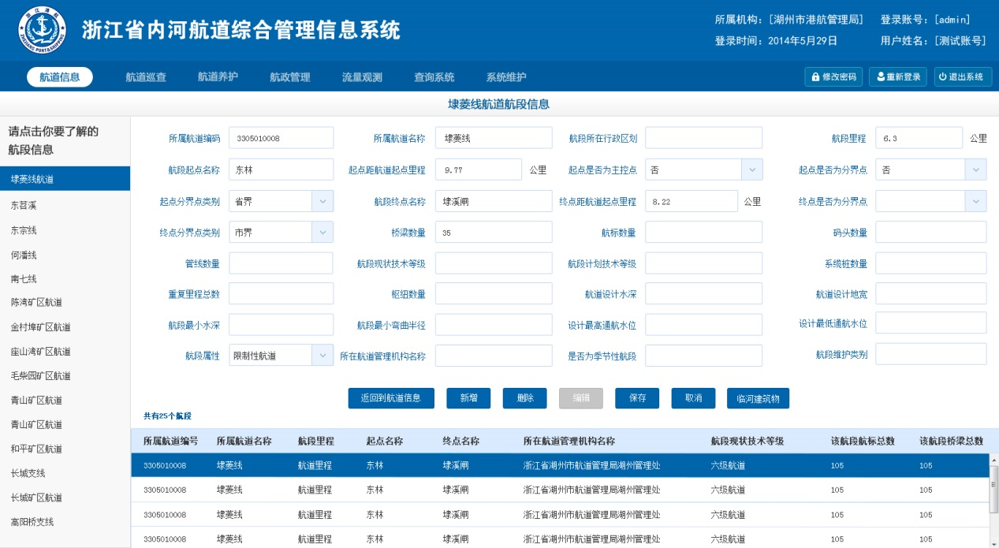 浙江省内河航道综合管理信息系统
所属机构：[湖州市港航管理局] 登录账号：[admin]
登录时间：2014年5月29日 用户姓名：[测试账号]
浙江港航
ZHEJIANG PORT&SHIPPING
航道信息 航道巡查 航道养护 航政管理 流量观测 查询系统 系统维护 修改密码 重新登录 退出系统
埭菱线航道航段信息
请点击你要了解的
航段信息
埭菱线航道
东苕溪
东宗线
何潘线
南七线
陈湾矿区航道
金村埠矿区航道
座山湾矿区航道
毛柴园矿区航道
青山矿区航道
青山矿区航道
和平矿区航道
长城支线
长城矿区航道
高阳桥支线
所属航道编码 3305010008 所属航道名称 埭菱线 航段所在行政区划 航段里程 6.3 公里
航段起点名称 东林 起点距航道起点里程 9.77 公里 起点是否为主控点 否 起点是否为分界点 否
起点分界点类别 省界 航段终点名称 埭溪闸 终点距航道起点里程 8.22 公里 终点是否为分界点
终点分界点类别 市界 桥梁数量 35 航标数量 码头数量
管线数量 航段现状技术等级 航段计划技术等级 系缆桩数量
重复里程总数 枢纽数量 航道设计水深 航道设计地宽
航段最小水深 航段最小弯曲半径 设计最高通航水位 设计最低通航水位
航段属性 限制性航道 所在航道管理机构名称 是否为季节性航段 航段维护类别
返回到航道信息 新增 删除 编辑 保存 取消 临河建筑物
共有25个航段
所属航道编号 所属航道名称 航段里程 起点名称 终点名称 所在航道管理机构名称 航段现状技术等级 该航段航标总数 该航段桥梁总数
3305010008 埭菱线 航道里程 东林 埭溪闸 浙江省湖州市航道管理局湖州管理处 六级航道 105 105
3305010008 埭菱线 航道里程 东林 埭溪闸 浙江省湖州市航道管理局湖州管理处 六级航道 105 105
3305010008 埭菱线 航道里程 东林 埭溪闸 浙江省湖州市航道管理局湖州管理处 六级航道 105 105
3305010008 埭菱线 航道里程 东林 埭溪闸 浙江省湖州市航道管理局湖州管理处 六级航道 105 105